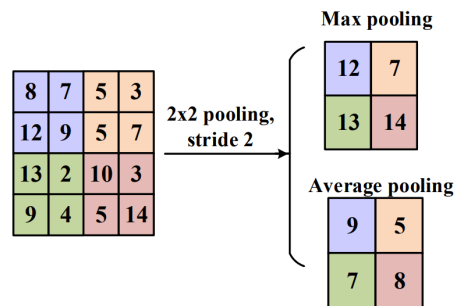 Max pooling
12 7
13 14
8 7 5 3
12 9 5 7
13 2 10 3
9 4 5 14
2x2 pooling,
stride 2
Average pooling
9 5
7 8